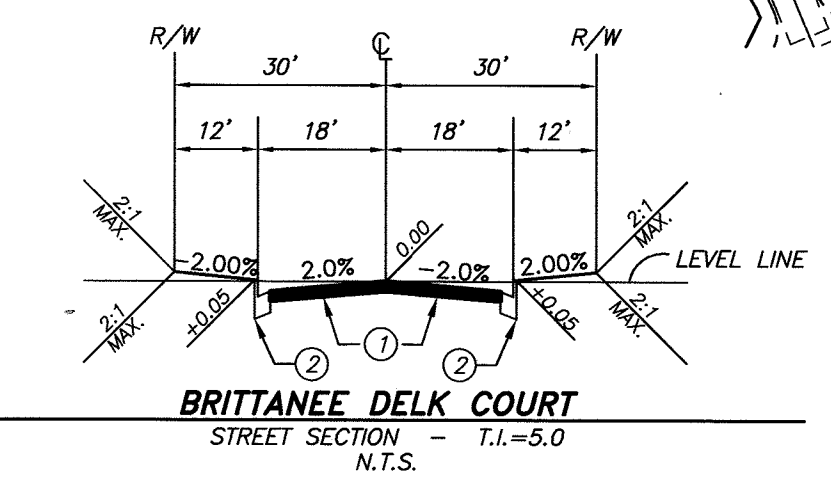 R/W
℄
R/W
30'
30'
12'
18'
18'
12'
2:1
MAX.
0.00
2:1
MAX.
-2.00%
2.0%
-2.0%
2.00%
LEVEL LINE
2:1
MAX.
+0.05
+0.05
2:1
MAX.
2
1
2
BRITTANEE DELK COURT
STREET SECTION - T.I.=5.0
N.T.S.